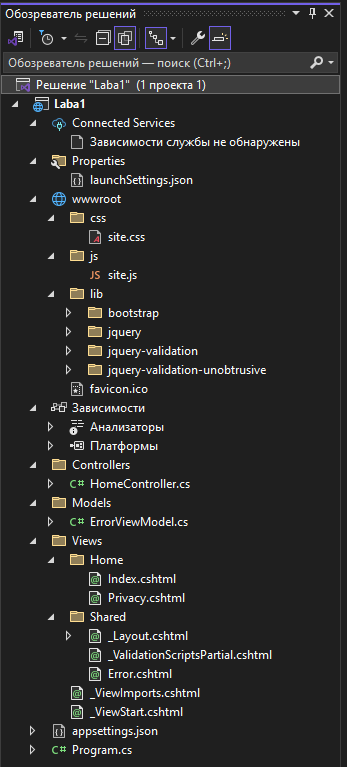 Обозреватель решений
Обозреватель решений — поиск (Ctrl+;)
Решение "Laba1" (1 проекта 1)
Laba1
Connected Services
Зависимости службы не обнаружены
Properties
launchSettings.json
wwwroot
css
site.css
js
JS site.js
lib
bootstrap
jquery
jquery-validation
jquery-validation-unobtrusive
favicon.ico
Зависимости
Анализаторы
Платформы
Controllers
C# HomeController.cs
Models
C# ErrorViewModel.cs
Views
Home
Index.cshtml
Privacy.cshtml
Shared
_Layout.cshtml
_ValidationScriptsPartial.cshtml
Error.cshtml
_ViewImports.cshtml
_ViewStart.cshtml
appsettings.json
C# Program.cs